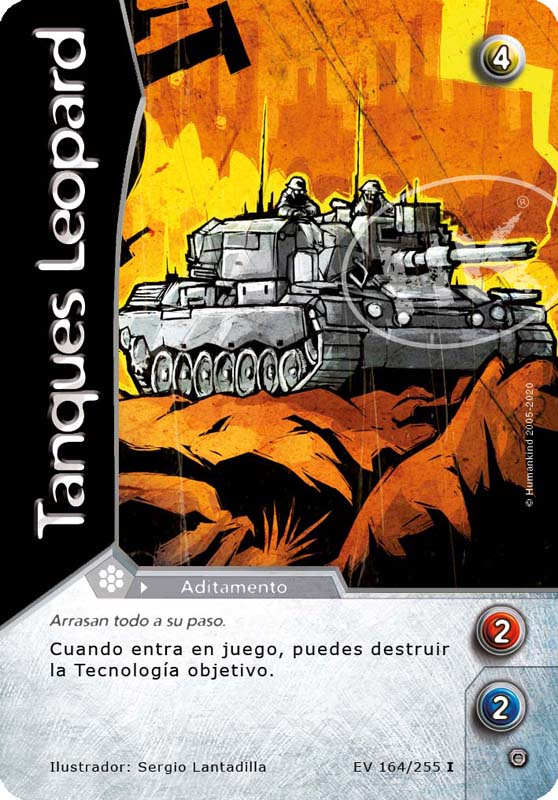 Tanques Leopard
4
®
© Humankind 2005-2020
Aditamento
Arrasan todo a su paso.
Cuando entra en juego, puedes destruir
la Tecnología objetivo.
2
2
Ilustrador: Sergio Lantadilla
EV 164/255 I